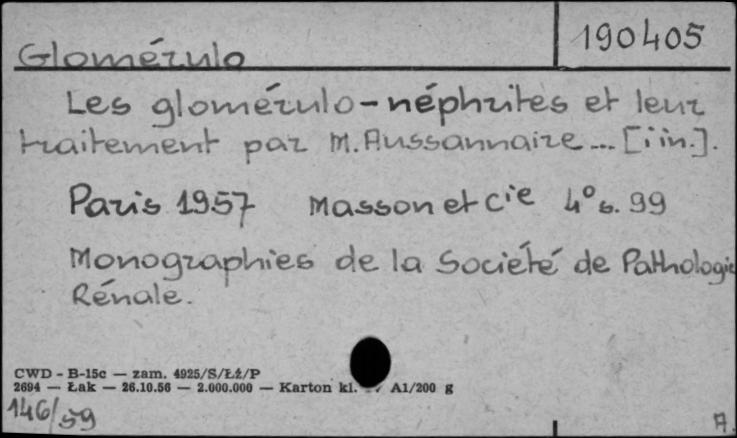 190405
Glomérulo
Les glomérulo-néphrites et leur
traitement par M. Aussannaire ... [i in.].
Paris 1957 Masson et Cie 4° s. 99
Monographies de la Société de Pathologie
Rénale.
CWD - B-15c — zam. 4925/S/Łź/P
2694 — Łak — 26.10.56 — 2.000.000 — Karton kl. A1/200 g
146/59
A.